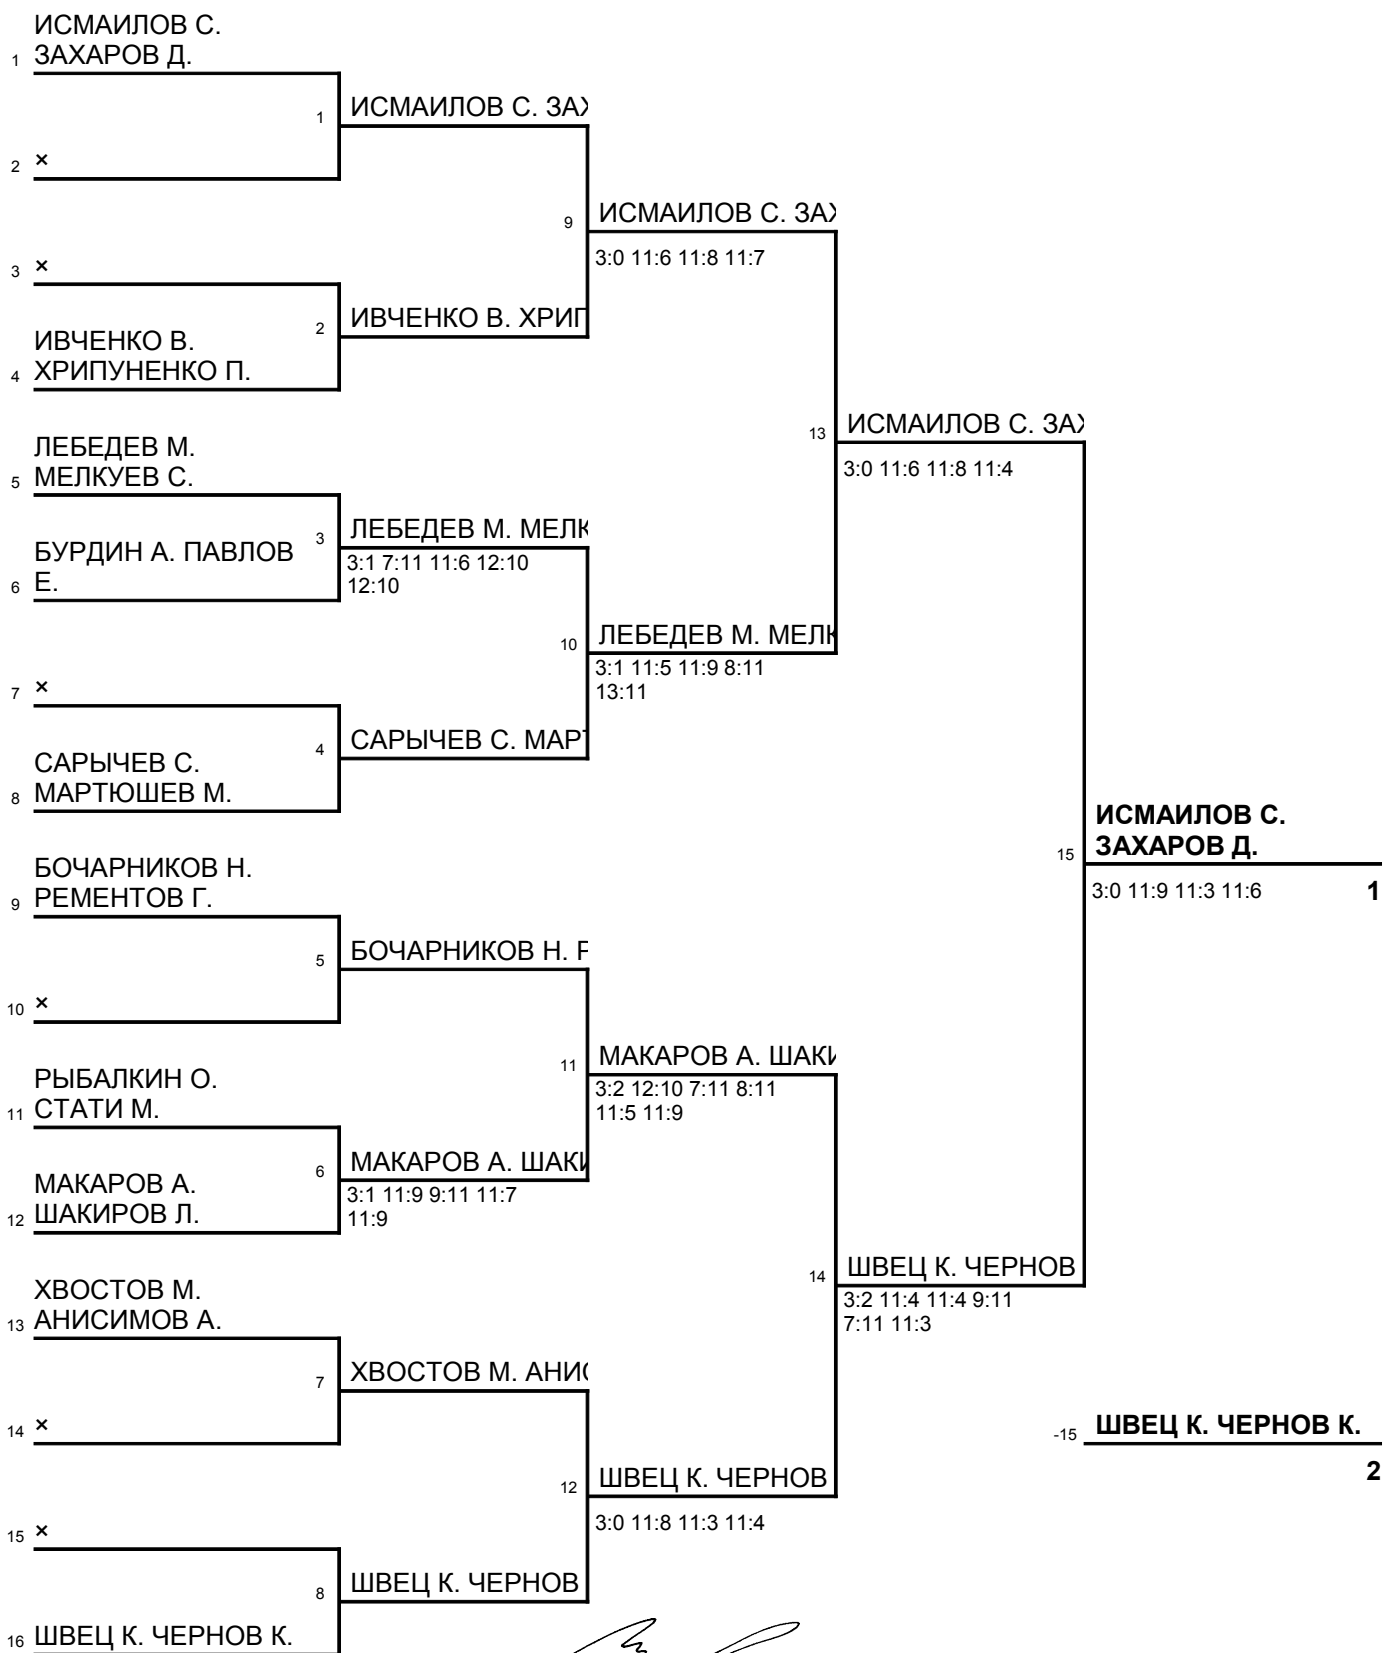 ИСМАИЛОВ С.
1 ЗАХАРОВ Д.
1 ИСМАИЛОВ С. ЗАХ
2 ×
9 ИСМАИЛОВ С. ЗАХ
3:0 11:6 11:8 11:7
3 ×
2 ИВЧЕНКО В. ХРИП
ИВЧЕНКО В.
4 ХРИПУНЕНКО П.
13 ИСМАИЛОВ С. ЗАХ
3:0 11:6 11:8 11:4
ЛЕБЕДЕВ М.
5 МЕЛКУЕВ С.
3 ЛЕБЕДЕВ М. МЕЛК
3:1 7:11 11:6 12:10
12:10
БУРДИН А. ПАВЛОВ
6 Е.
10 ЛЕБЕДЕВ М. МЕЛК
3:1 11:5 11:9 8:11
13:11
7 ×
4 САРЫЧЕВ С. МАРТ
САРЫЧЕВ С.
8 МАРТЮШЕВ М.
15 ИСМАИЛОВ С.
ЗАХАРОВ Д.
3:0 11:9 11:3 11:6 1
БОЧАРНИКОВ Н.
9 РЕМЕНТОВ Г.
5 БОЧАРНИКОВ Н. Р
10 ×
11 МАКАРОВ А. ШАКИ
3:2 12:10 7:11 8:11
11:5 11:9
РЫБАЛКИН О.
11 СТАТИ М.
6 МАКАРОВ А. ШАКИ
3:1 11:9 9:11 11:7
11:9
МАКАРОВ А.
12 ШАКИРОВ Л.
14 ШВЕЦ К. ЧЕРНОВ
3:2 11:4 11:4 9:11
7:11 11:3
ХВОСТОВ М.
13 АНИСИМОВ А.
7 ХВОСТОВ М. АНИС
14 ×
-15 ШВЕЦ К. ЧЕРНОВ К.
2
12 ШВЕЦ К. ЧЕРНОВ
3:0 11:8 11:3 11:4
15 ×
8 ШВЕЦ К. ЧЕРНОВ
16 ШВЕЦ К. ЧЕРНОВ К.